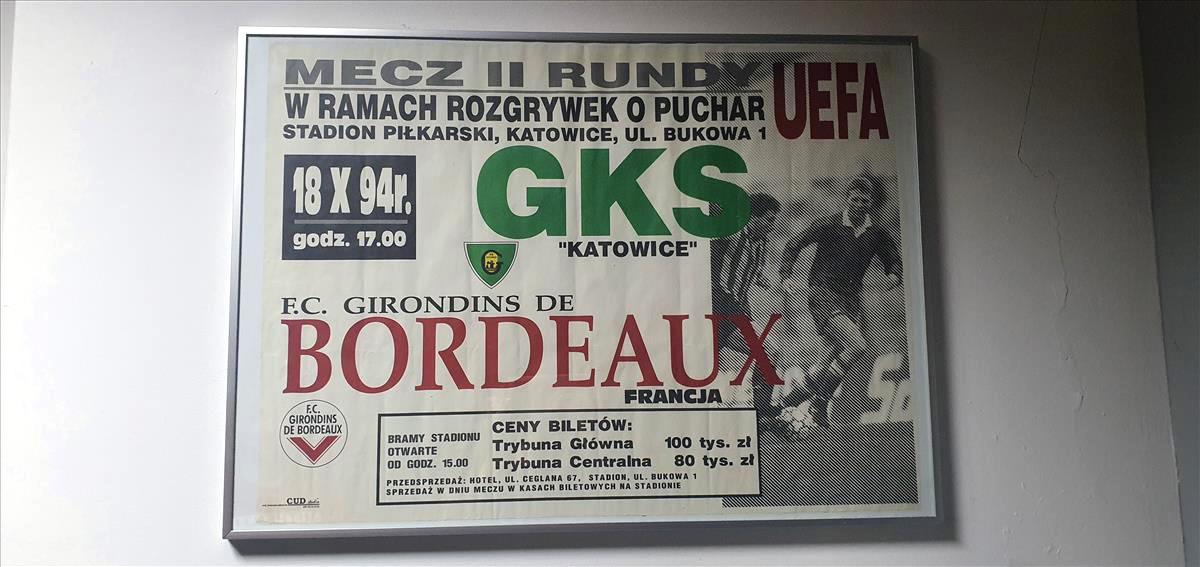 MECZ II RUNDY
W RAMACH ROZGRYWEK O PUCHAR UEFA
STADION PIŁKARSKI, KATOWICE, UL. BUKOWA 1
18 X 94r.
godz. 17.00
GKS
"KATOWICE"
F.C. GIRONDINS DE
BORDEAUX
FRANCJA
F.C.
GIRONDINS
DE BORDEAUX
BRAMY STADIONU
OTWARTE
OD GODZ. 15.00
CENY BILETÓW:
Trybuna Główna 100 tys. zł
Trybuna Centralna 80 tys. zł
PRZEDSPRZEDAŻ: HOTEL, UL. CEGLANA 67, STADION, UL. BUKOWA 1
SPRZEDAŻ W DNIU MECZU W KASACH BILETOWYCH NA STADIONIE
CUD studio